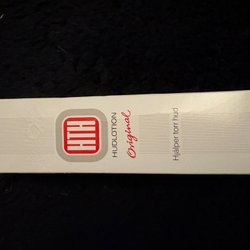 HTH
HUDLOTION
Original
Hjälper torr hud